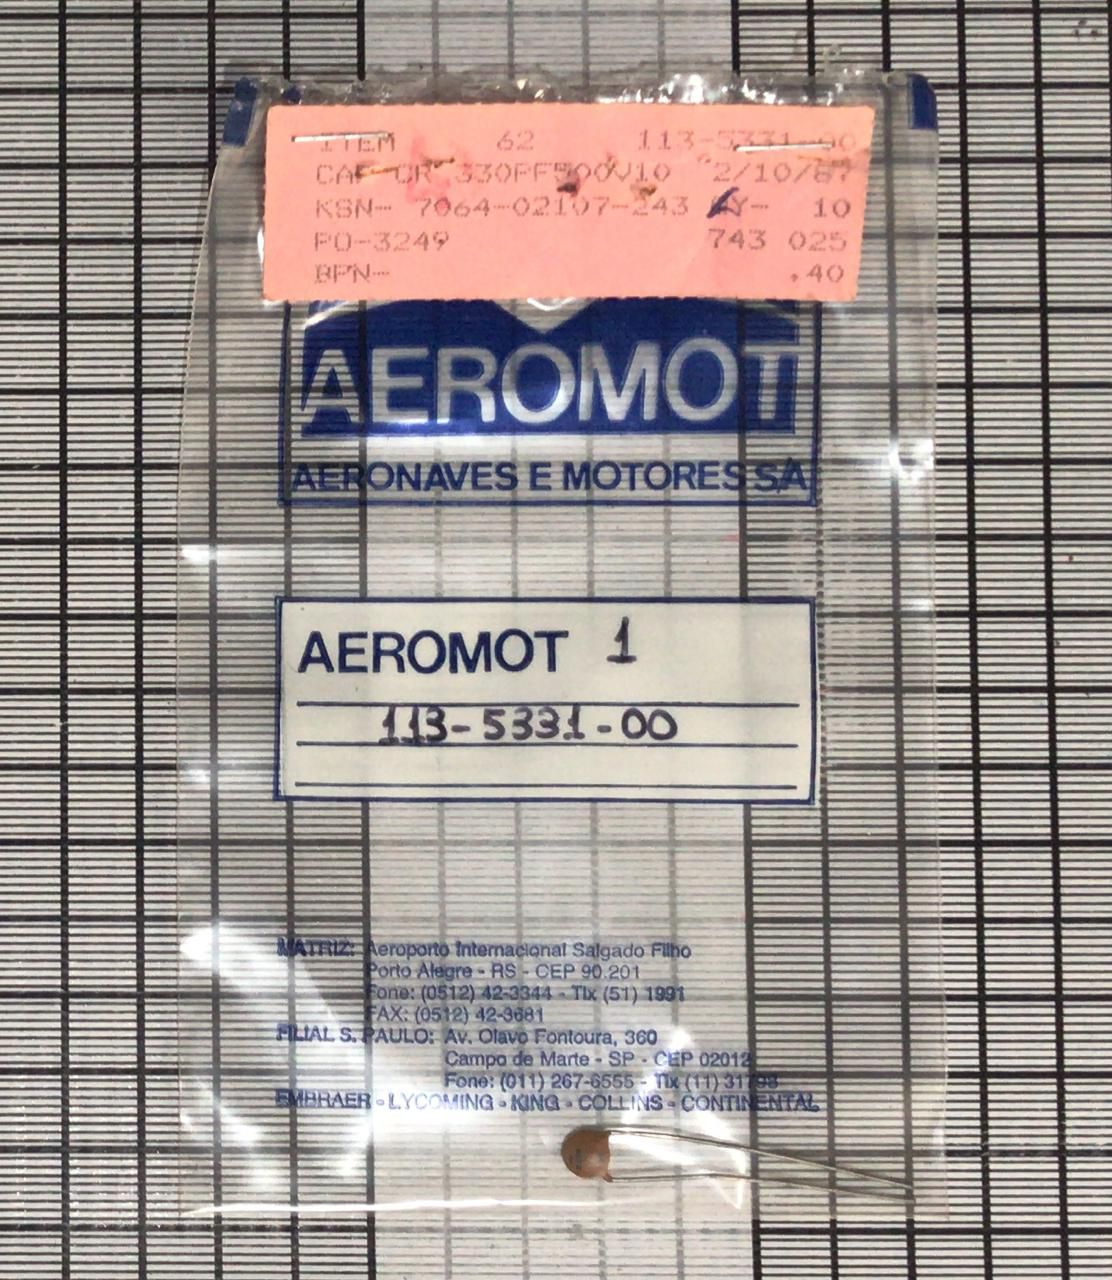 ITEM 62 113-5331-00
CAP CR 330PF500V10 2/10/87
KSN- 7064-02107-243 QY- 10
PO-3249 743 025
BPN- .40
AEROMOT
AERONAVES E MOTORES S/A
AEROMOT 1
113-5331-00
MATRIZ: Aeroporto Internacional Salgado Filho
Porto Alegre - RS - CEP 90.201
Fone: (0512) 42-3344 - Tlx (51) 1991
FAX: (0512) 42-3681
FILIAL S. PAULO: Av. Olavo Fontoura, 360
Campo de Marte - SP - CEP 02012
Fone: (011) 267-6555 - Tlx (11) 31798
EMBRAER - LYCOMING - KING - COLLINS - CONTINENTAL